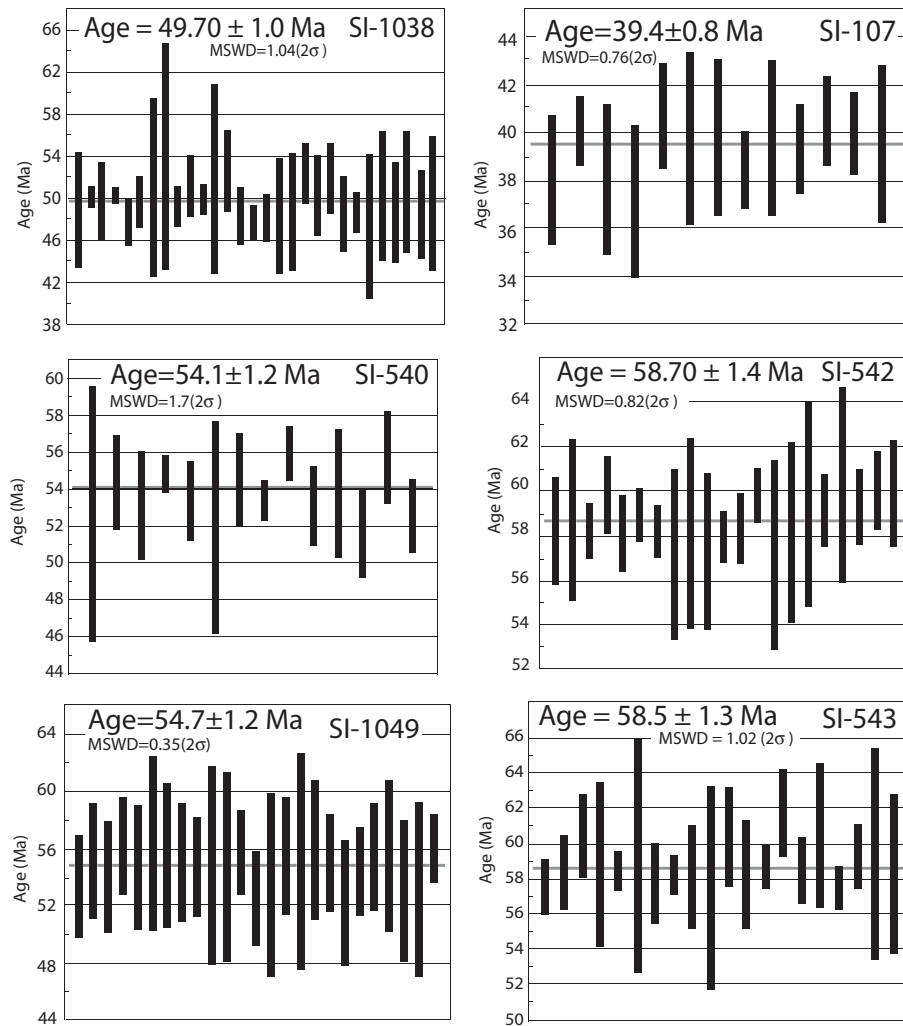 Age = 49.70 ± 1.0 Ma SI-1038
MSWD=1.04(2σ)
Age (Ma)
66
62
58
54
50
46
42
38
Age=39.4±0.8 Ma SI-107
MSWD=0.76(2σ)
Age (Ma)
44
42
40
38
36
34
32
Age=54.1±1.2 Ma SI-540
MSWD=1.7(2σ)
Age (Ma)
60
58
56
54
52
50
48
46
44
Age = 58.70 ± 1.4 Ma SI-542
MSWD=0.82(2σ)
Age (Ma)
64
62
60
58
56
54
52
Age=54.7±1.2 Ma SI-1049
MSWD=0.35(2σ)
Age (Ma)
64
60
56
52
48
44
Age = 58.5 ± 1.3 Ma SI-543
MSWD = 1.02 (2σ)
Age (Ma)
66
64
62
60
58
56
54
52
50